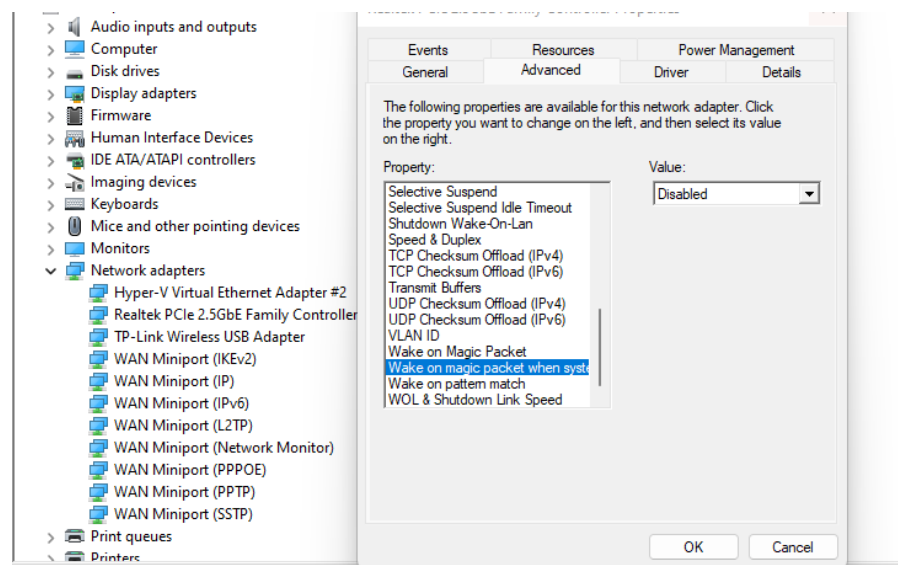 Audio inputs and outputs
Computer
Disk drives
Display adapters
Firmware
Human Interface Devices
IDE ATA/ATAPI controllers
Imaging devices
Keyboards
Mice and other pointing devices
Monitors
Network adapters
Hyper-V Virtual Ethernet Adapter #2
Realtek PCIe 2.5GbE Family Controller
TP-Link Wireless USB Adapter
WAN Miniport (IKEv2)
WAN Miniport (IP)
WAN Miniport (IPv6)
WAN Miniport (L2TP)
WAN Miniport (Network Monitor)
WAN Miniport (PPPOE)
WAN Miniport (PPTP)
WAN Miniport (SSTP)
Print queues
Printers
Events Resources Power Management
General Advanced Driver Details
The following properties are available for this network adapter. Click
the property you want to change on the left, and then select its value
on the right.
Property:
Value:
Selective Suspend
Selective Suspend Idle Timeout
Shutdown Wake-On-Lan
Speed & Duplex
TCP Checksum Offload (IPv4)
TCP Checksum Offload (IPv6)
Transmit Buffers
UDP Checksum Offload (IPv4)
UDP Checksum Offload (IPv6)
VLAN ID
Wake on Magic Packet
Wake on magic packet when syste
Wake on pattern match
WOL & Shutdown Link Speed
Disabled
OK Cancel